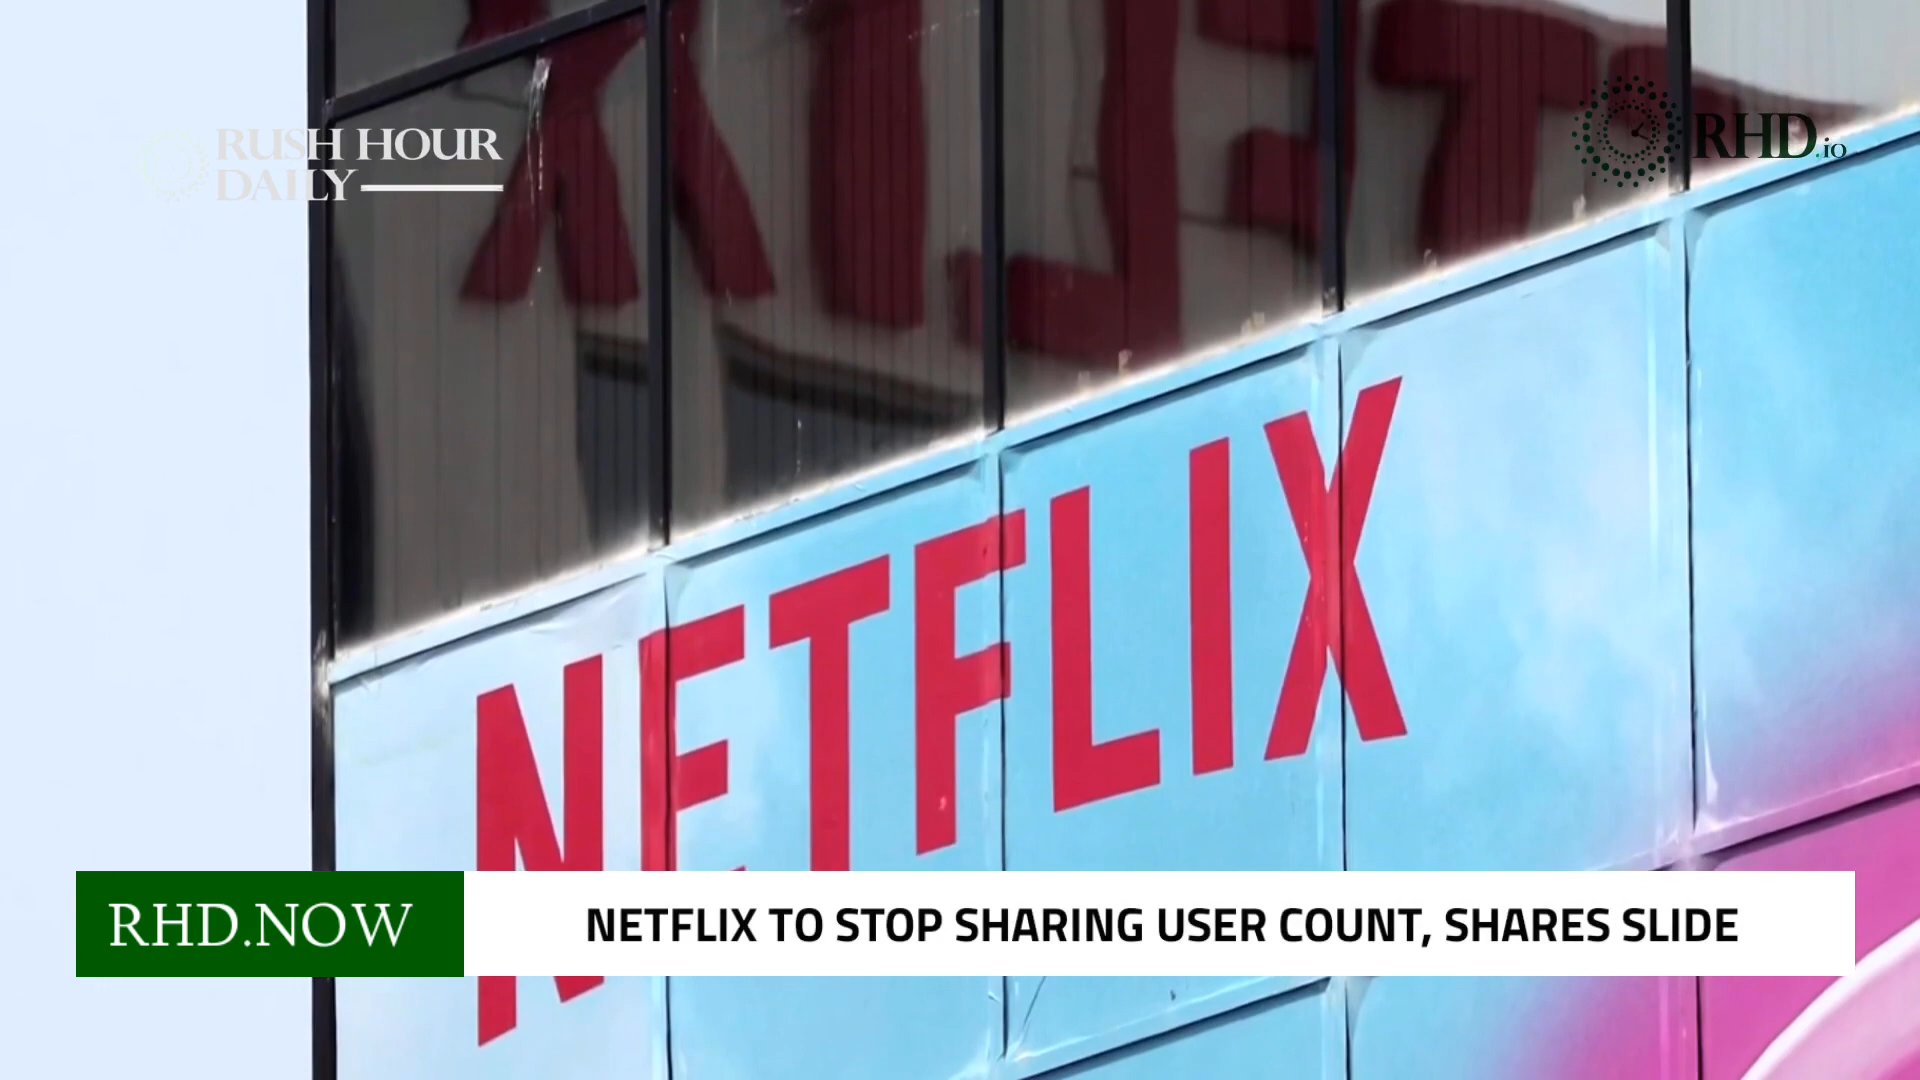 RUSH HOUR
DAILY
RHD.io
NETFLIX
RHD.NOW
NETFLIX TO STOP SHARING USER COUNT, SHARES SLIDE